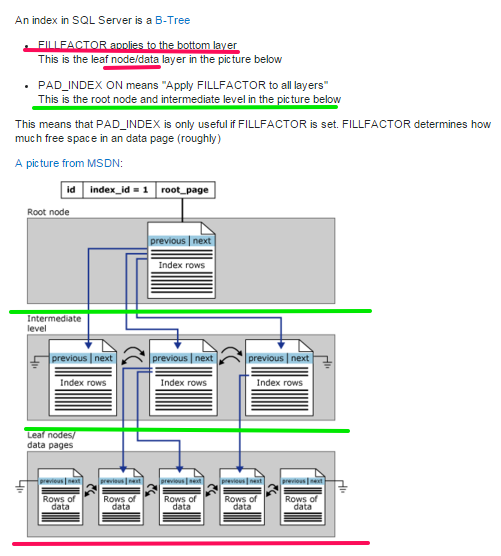 An index in SQL Server is a B-Tree
FILLFACTOR applies to the bottom layer
This is the leaf node/data layer in the picture below
PAD_INDEX ON means "Apply FILLFACTOR to all layers"
This is the root node and intermediate level in the picture below
This means that PAD_INDEX is only useful if FILLFACTOR is set. FILLFACTOR determines how
much free space in an data page (roughly)
A picture from MSDN:
id index_id = 1 root_page
Root node
previous next
Index rows
Intermediate
level
previous next previous next previous next
Index rows Index rows Index rows
Leaf nodes/
data pages
previous next previous next previous next previous next previous next
Rows of Rows of Rows of Rows of Rows of
data data data data data